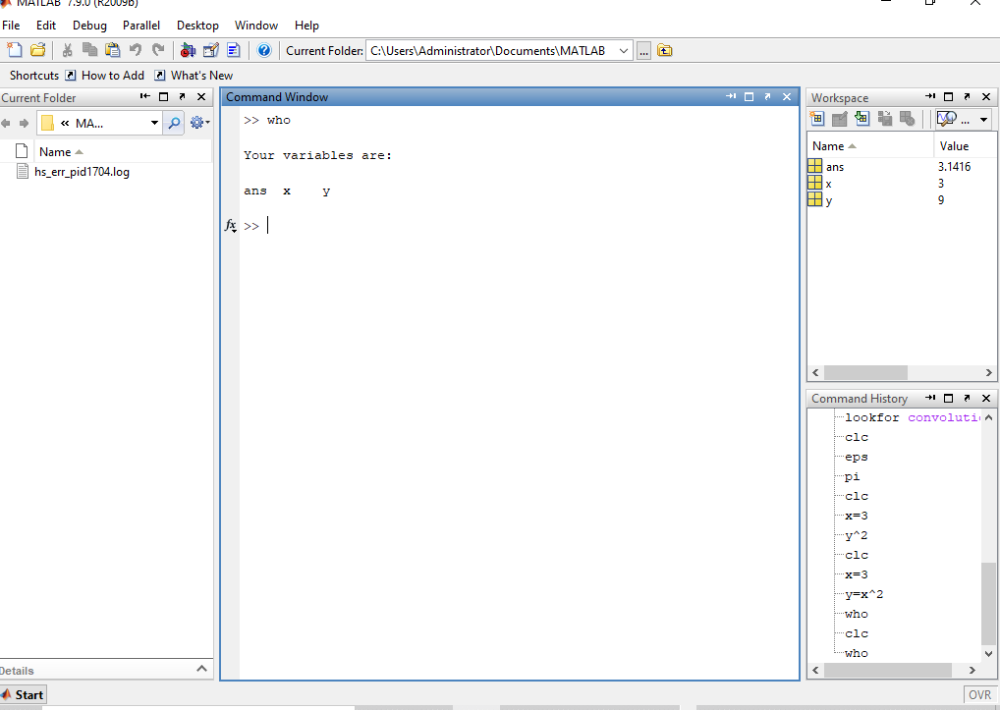 MATLAB 7.9.0 (R2009b)
File Edit Debug Parallel Desktop Window Help
Current Folder: C:\Users\Administrator\Documents\MATLAB ...
Shortcuts How to Add What's New
Current Folder
« MA...
Name
hs_err_pid1704.log
Details
Command Window
>> who
Your variables are:
ans x y
fx >>
Workspace
...
Name Value
ans 3.1416
x 3
y 9
Command History
lookfor convoluti
clc
eps
pi
clc
x=3
y^2
clc
x=3
y=x^2
who
clc
who
Start
OVR